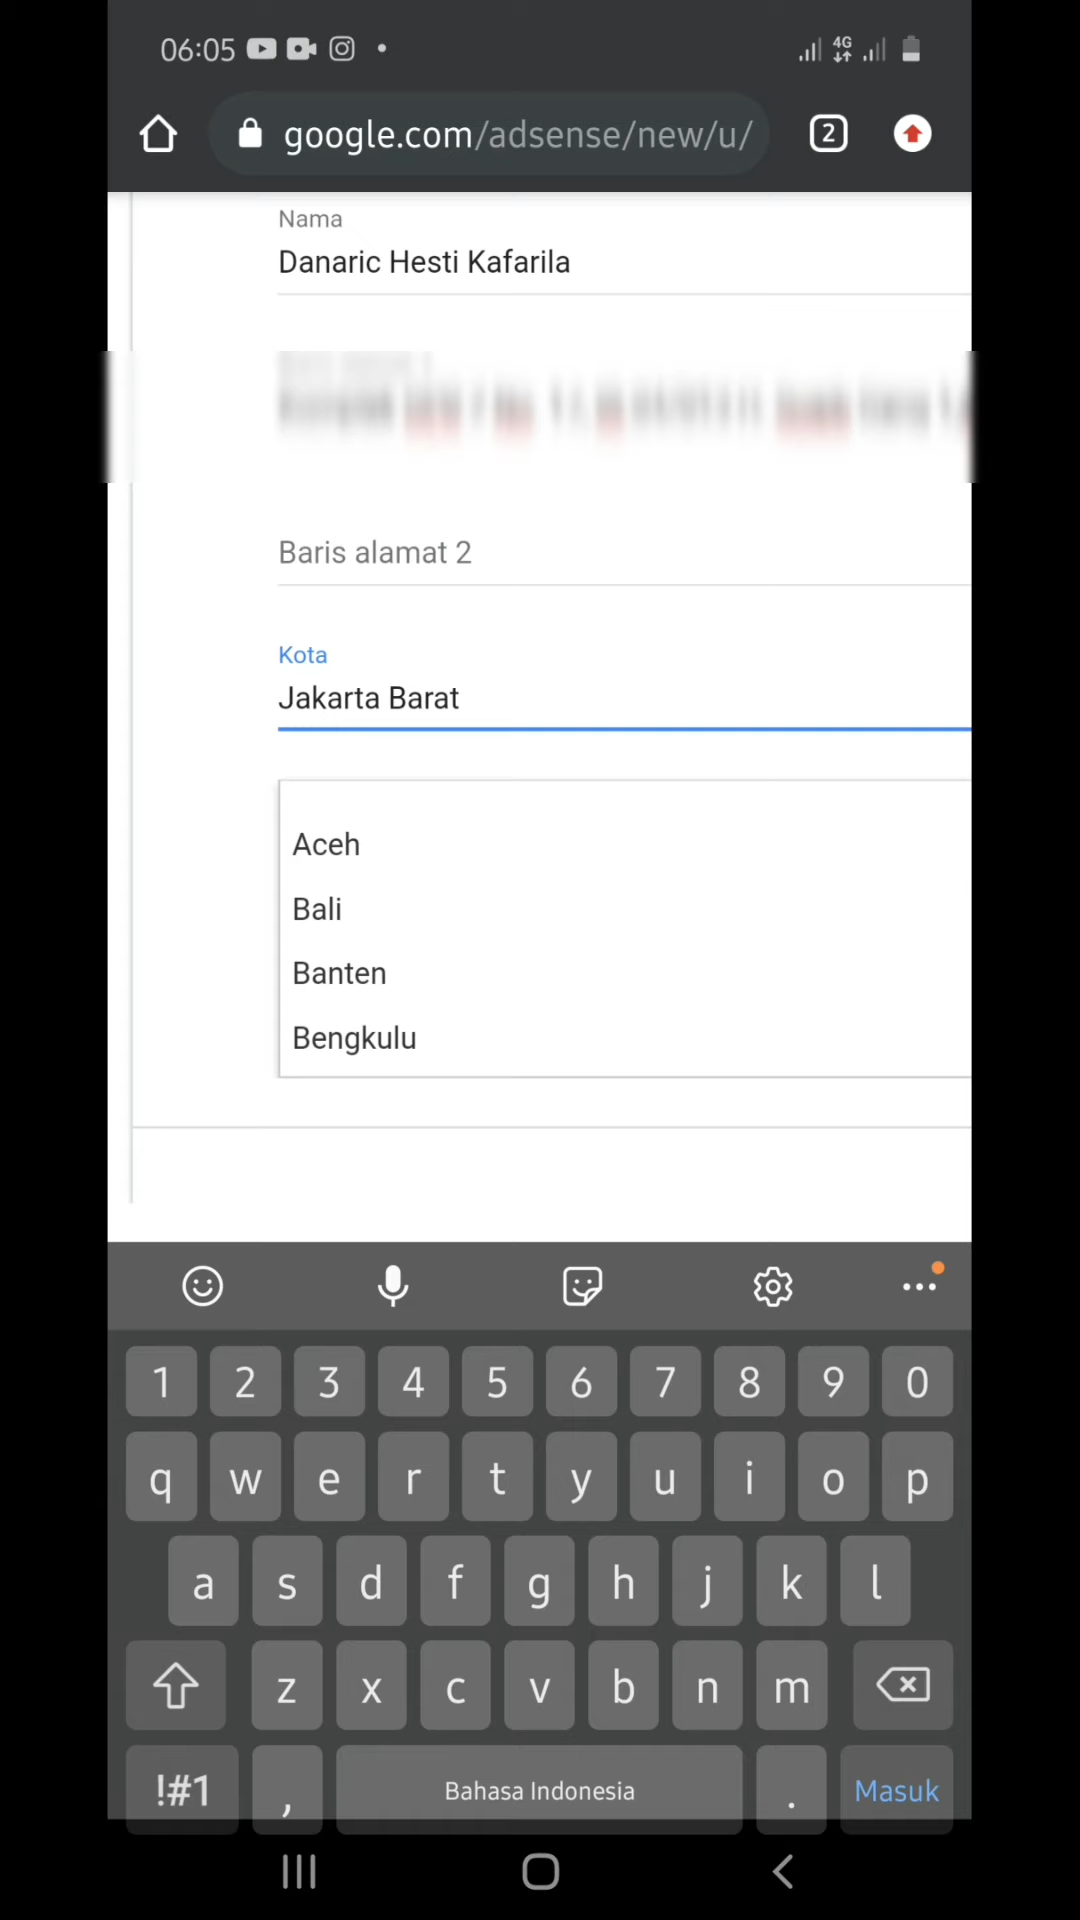 06:05
4G
google.com/adsense/new/u/
2
Nama
Danaric Hesti Kafarila
Baris alamat 2
Kota
Jakarta Barat
Aceh
Bali
Banten
Bengkulu
1 2 3 4 5 6 7 8 9 0
q w e r t y u i o p
a s d f g h j k l
z x c v b n m
!#1 , Bahasa Indonesia . Masuk